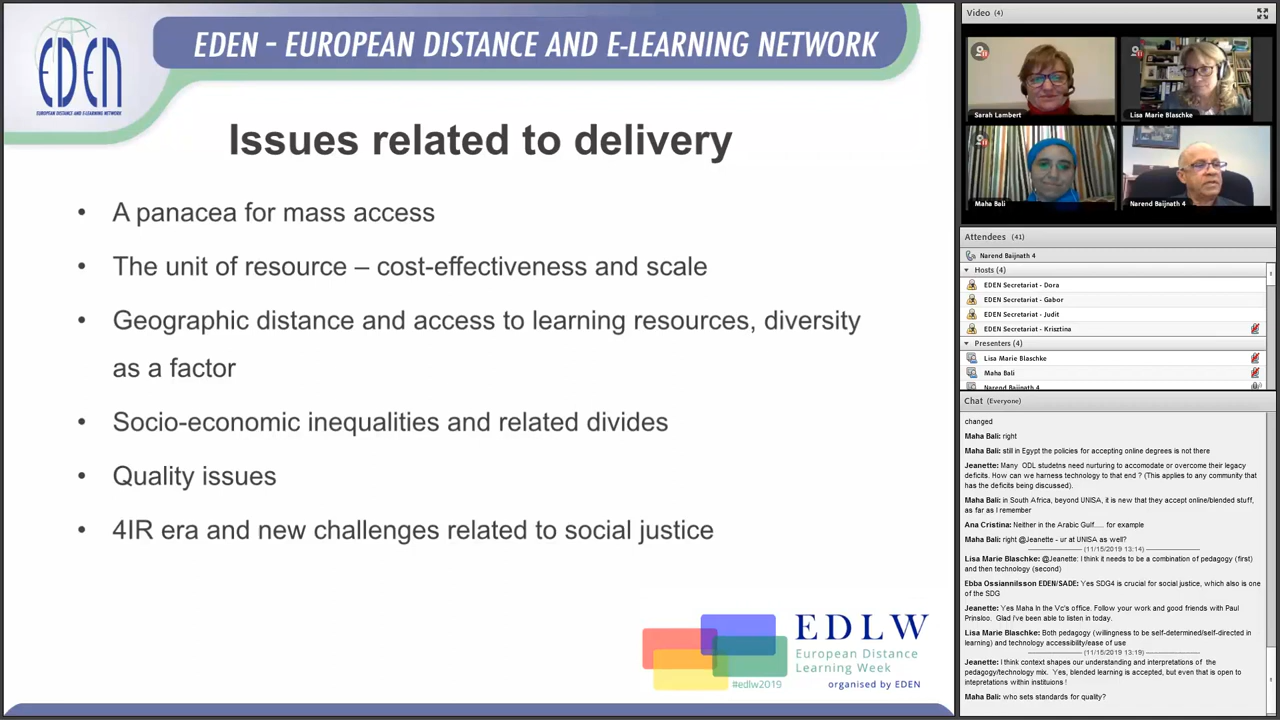 EDEN
EUROPEAN DISTANCE AND E-LEARNING NETWORK
EDEN - EUROPEAN DISTANCE AND E-LEARNING NETWORK
Issues related to delivery
• A panacea for mass access
• The unit of resource – cost-effectiveness and scale
• Geographic distance and access to learning resources, diversity
as a factor
• Socio-economic inequalities and related divides
• Quality issues
• 4IR era and new challenges related to social justice
EDLW
European Distance
Learning Week
#edlw2019
organised by EDEN
Video (4)
Sarah Lambert
Lisa Marie Blaschke
Maha Bali
Narend Baijnath 4
Attendees (41)
Narend Baijnath 4
Hosts (4)
EDEN Secretariat - Dora
EDEN Secretariat - Gabor
EDEN Secretariat - Judit
EDEN Secretariat - Krisztina
Presenters (4)
Lisa Marie Blaschke
Maha Bali
Narend Baijnath 4
Chat (Everyone)
changed
Maha Bali: right
Maha Bali: still in Egypt the policies for accepting online degrees is not there
Jeanette: Many ODL studetns need nurturing to accomodate or overcome their legacy
deficits. How can we harness technology to that end ? (This applies to any community that
has the deficits being discussed).
Maha Bali: in South Africa, beyond UNISA, it is new that they accept online/blended stuff,
as far as I remember
Ana Cristina: Neither in the Arabic Gulf..... for example
Maha Bali: right @Jeanette - ur at UNISA as well?
(11/15/2019 13:14)
Lisa Marie Blaschke: @Jeanette: I think it needs to be a combination of pedagogy (first)
and then technology (second)
Ebba Ossiannilsson EDEN/SADE: Yes SDG4 is crucial for social justice, which also is one
of the SDG
Jeanette: Yes Maha In the Vc's office. Follow your work and good friends with Paul
Prinsloo. Glad I've been able to listen in today.
Lisa Marie Blaschke: Both pedagogy (willingness to be self-determined/self-directed in
learning) and technology accessibility/ease of use
(11/15/2019 13:19)
Jeanette: I think context shapes our understanding and interpretations of the
pedagogy/technology mix. Yes, blended learning is accepted, but even that is open to
intepretations within instituions !
Maha Bali: who sets standards for quality?